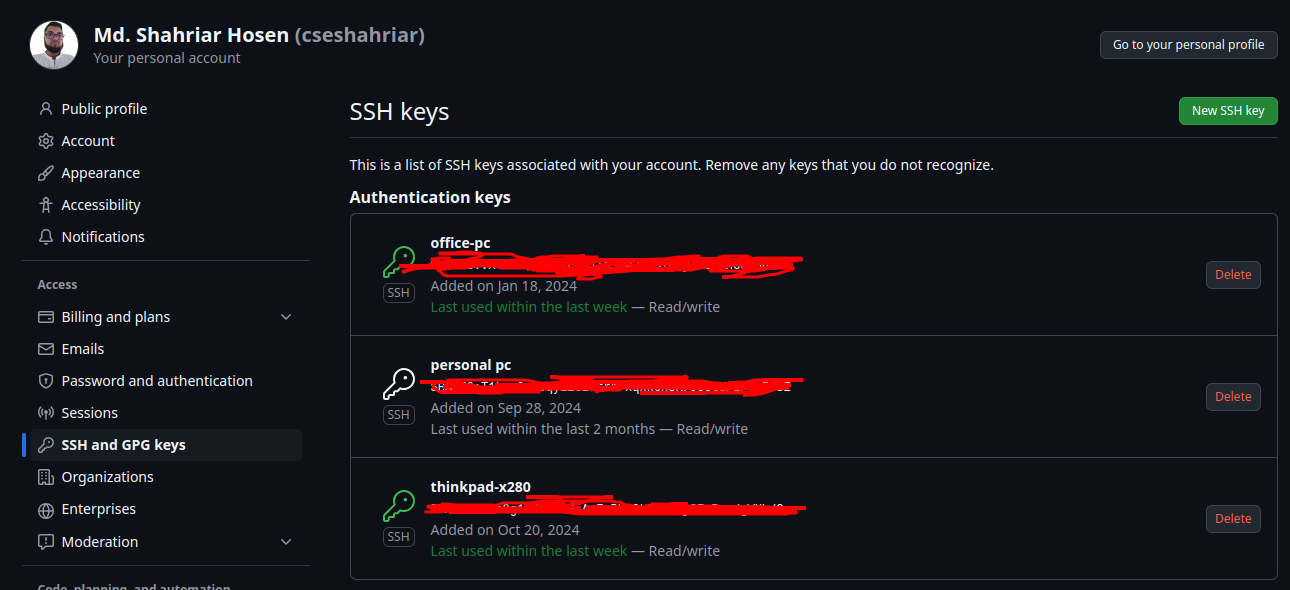 Md. Shahriar Hosen (cseshahriar)
Your personal account
Go to your personal profile
Public profile
Account
Appearance
Accessibility
Notifications
Access
Billing and plans
Emails
Password and authentication
Sessions
SSH and GPG keys
Organizations
Enterprises
Moderation
Code, planning, and automation
SSH keys
New SSH key
This is a list of SSH keys associated with your account. Remove any keys that you do not recognize.
Authentication keys
office-pc
SSH
Added on Jan 18, 2024
Last used within the last week — Read/write
Delete
personal pc
SSH
Added on Sep 28, 2024
Last used within the last 2 months — Read/write
Delete
thinkpad-x280
SSH
Added on Oct 20, 2024
Last used within the last week — Read/write
Delete